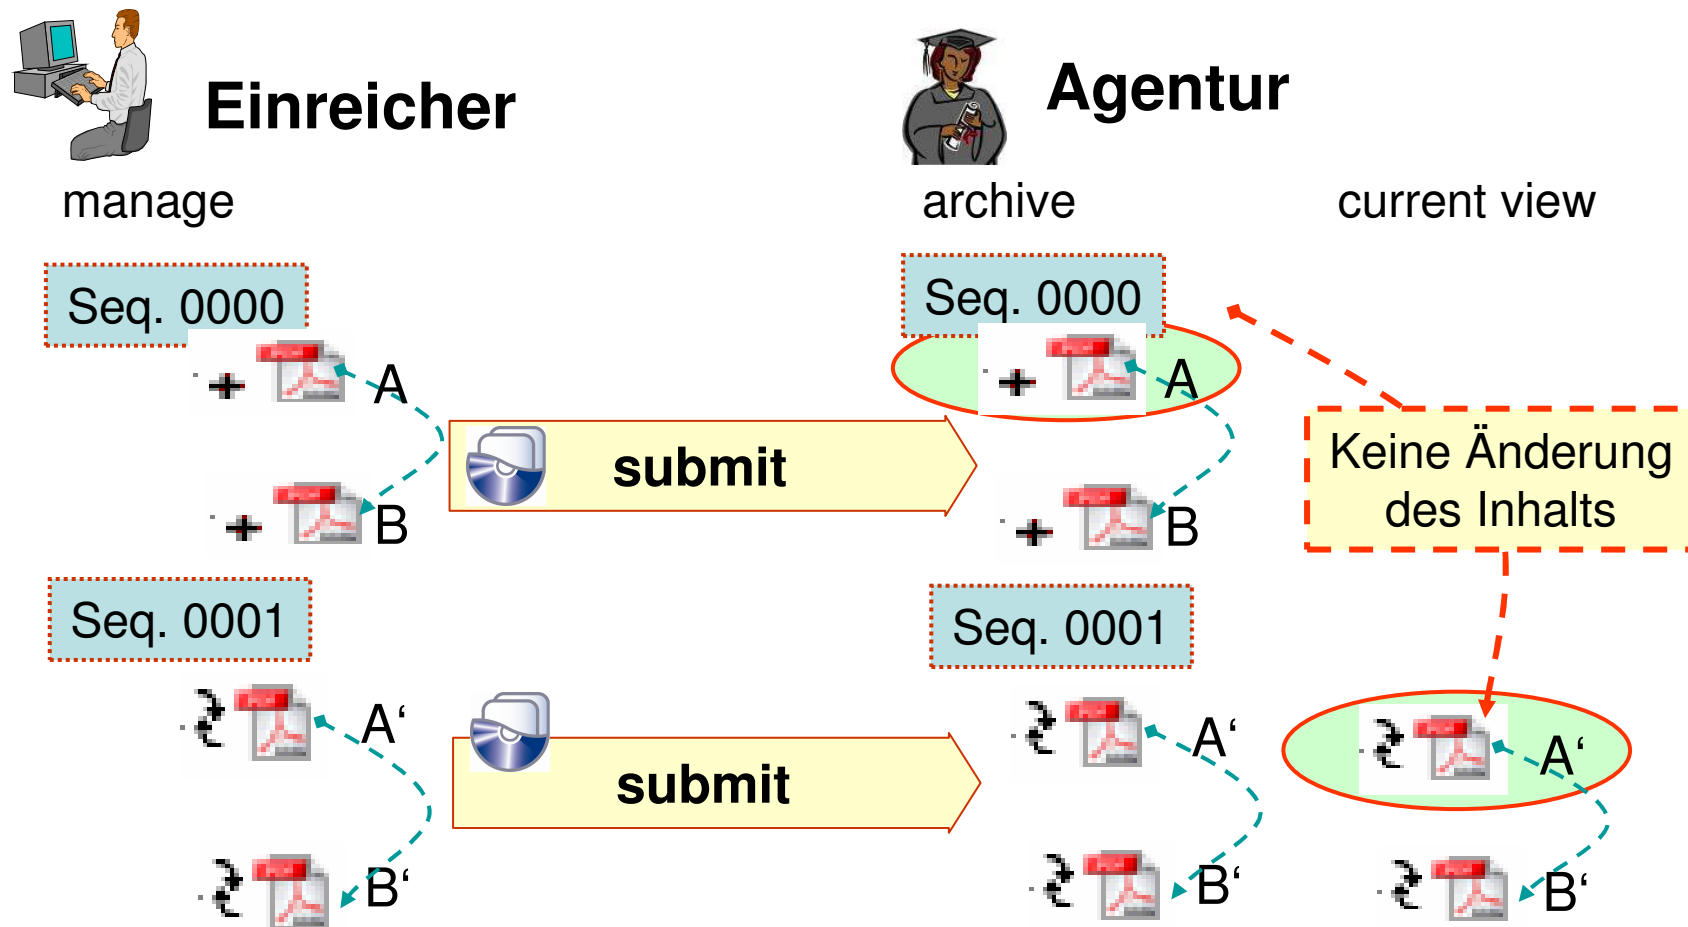 Einreicher
Agentur
manage
archive
current view
Seq. 0000
Seq. 0000
A
A
submit
Keine Änderung
des Inhalts
B
B
Seq. 0001
Seq. 0001
A‘
A‘
A‘
submit
B‘
B‘
B‘